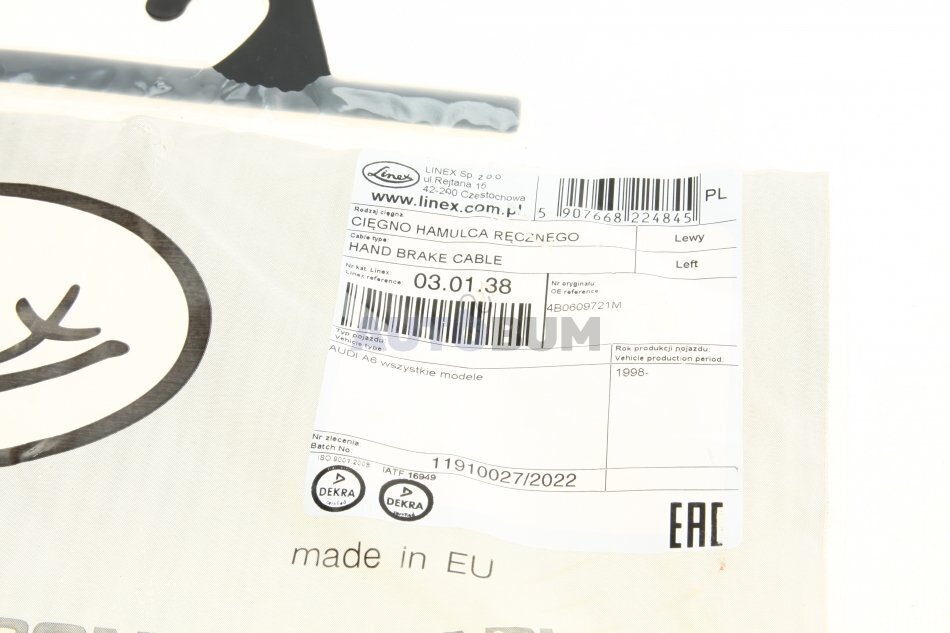 Linex
LINEX Sp. z o.o.
ul.Rejtana 16
42-200 Częstochowa
www.linex.com.pl
5 907668 224845
PL
Rodzaj cięgna:
CIĘGNO HAMULCA RĘCZNEGO
Lewy
Cable type:
HAND BRAKE CABLE
Left
Nr kat. Linex:
Linex reference:
03.01.38
Nr oryginału:
OE reference
4B0609721M
AUTOBUM
Typ pojazdu:
Vehicle type:
AUDI A6 wszystkie modele
Rok produkcji pojazdu:
Vehicle production period:
1998-
Nr zlecenia
Batch No:
11910027/2022
ISO 9001:2008
IATF 16949
DEKRA
DEKRA
EAC
made in EU